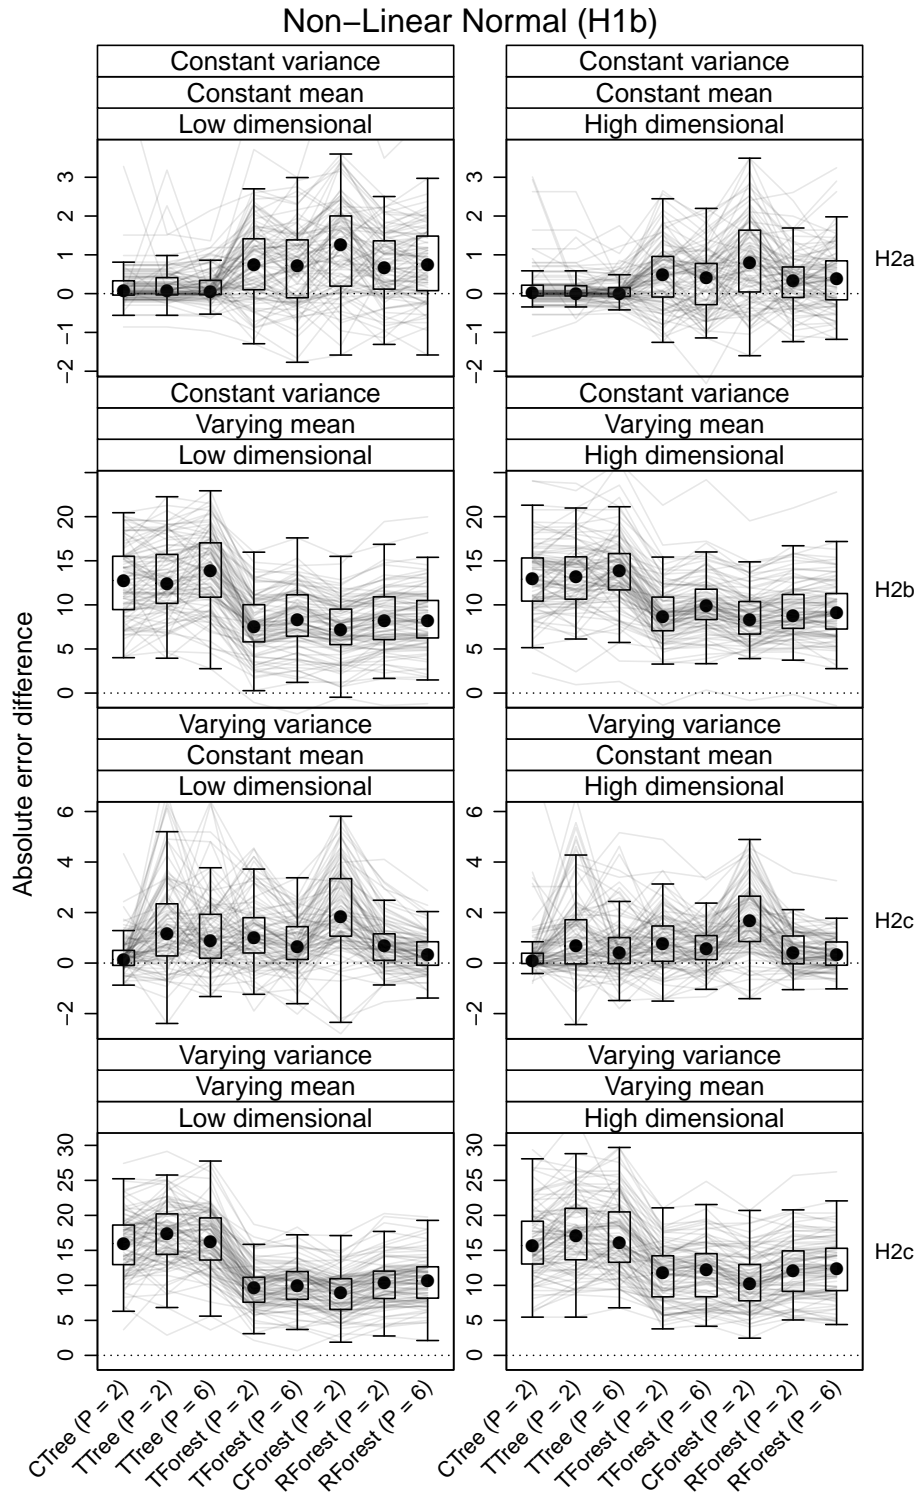 Non−Linear Normal (H1b)
Constant variance
Constant mean
Low dimensional
Constant variance
Constant mean
High dimensional
3
2
1
0
−1
−2
3
2
1
0
−1
−2
H2a
Constant variance
Varying mean
Low dimensional
Constant variance
Varying mean
High dimensional
20
15
10
5
0
20
15
10
5
0
H2b
Absolute error difference
Varying variance
Constant mean
Low dimensional
Varying variance
Constant mean
High dimensional
6
4
2
0
−2
6
4
2
0
−2
H2c
Varying variance
Varying mean
Low dimensional
Varying variance
Varying mean
High dimensional
30
25
20
15
10
5
0
30
25
20
15
10
5
0
H2c
CTree (P = 2)
TTree (P = 2)
TTree (P = 6)
TForest (P = 2)
TForest (P = 6)
CForest (P = 2)
RForest (P = 2)
RForest (P = 6)
CTree (P = 2)
TTree (P = 2)
TTree (P = 6)
TForest (P = 2)
TForest (P = 6)
CForest (P = 2)
RForest (P = 2)
RForest (P = 6)